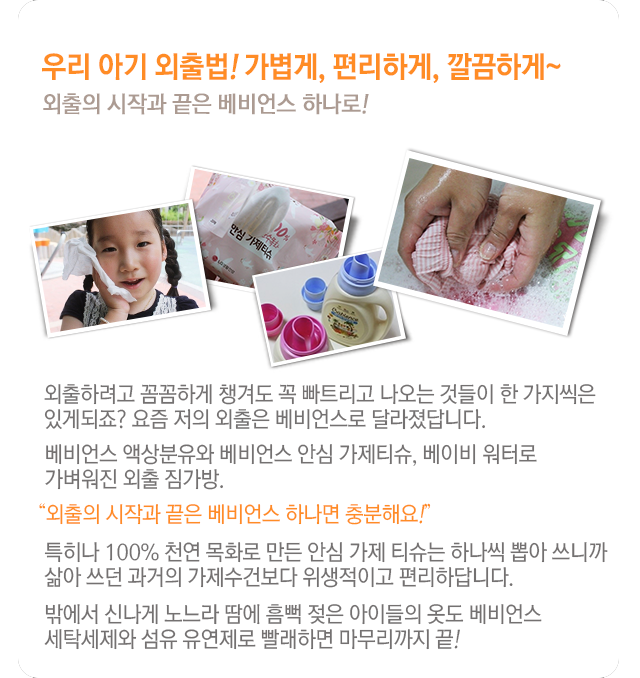 우리 아기 외출법! 가볍게, 편리하게, 깔끔하게~
외출의 시작과 끝은 베비언스 하나로!
안심 가제티슈
외출하려고 꼼꼼하게 챙겨도 꼭 빠트리고 나오는 것들이 한 가지씩은
있게되죠? 요즘 저의 외출은 베비언스로 달라졌답니다.
베비언스 액상분유와 베비언스 안심 가제티슈, 베이비 워터로
가벼워진 외출 짐가방.
“외출의 시작과 끝은 베비언스 하나면 충분해요!”
특히나 100% 천연 목화로 만든 안심 가제 티슈는 하나씩 뽑아 쓰니까
삶아 쓰던 과거의 가제수건보다 위생적이고 편리하답니다.
밖에서 신나게 노느라 땀에 흠뻑 젖은 아이들의 옷도 베비언스
세탁세제와 섬유 유연제로 빨래하면 마무리까지 끝!